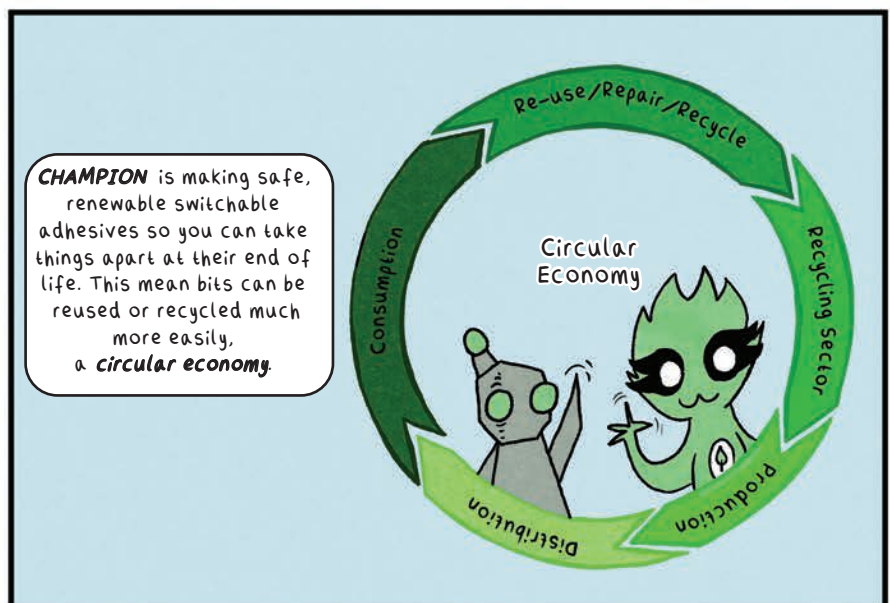 CHAMPION is making safe,
renewable switchable
adhesives so you can take
things apart at their end of
life. This mean bits can be
reused or recycled much
more easily,
a circular economy.
Re-use/Repair/Recycle
Recycling Sector
Production
Distribution
Consumption
Circular
Economy